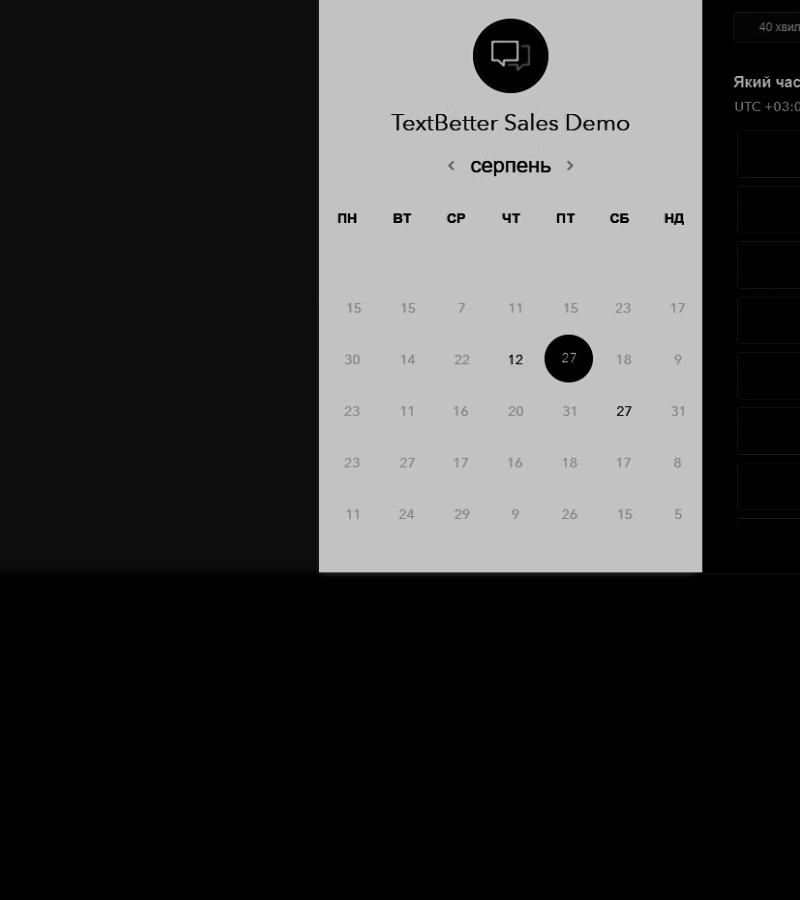 40 хвил
TextBetter Sales Demo
серпень
Який час
UTC +03:0
ПН ВТ СР ЧТ ПТ СБ НД
15 15 7 11 15 23 17
30 14 22 12 27 18 9
23 11 16 20 31 27 31
23 27 17 16 18 17 8
11 24 29 9 26 15 5